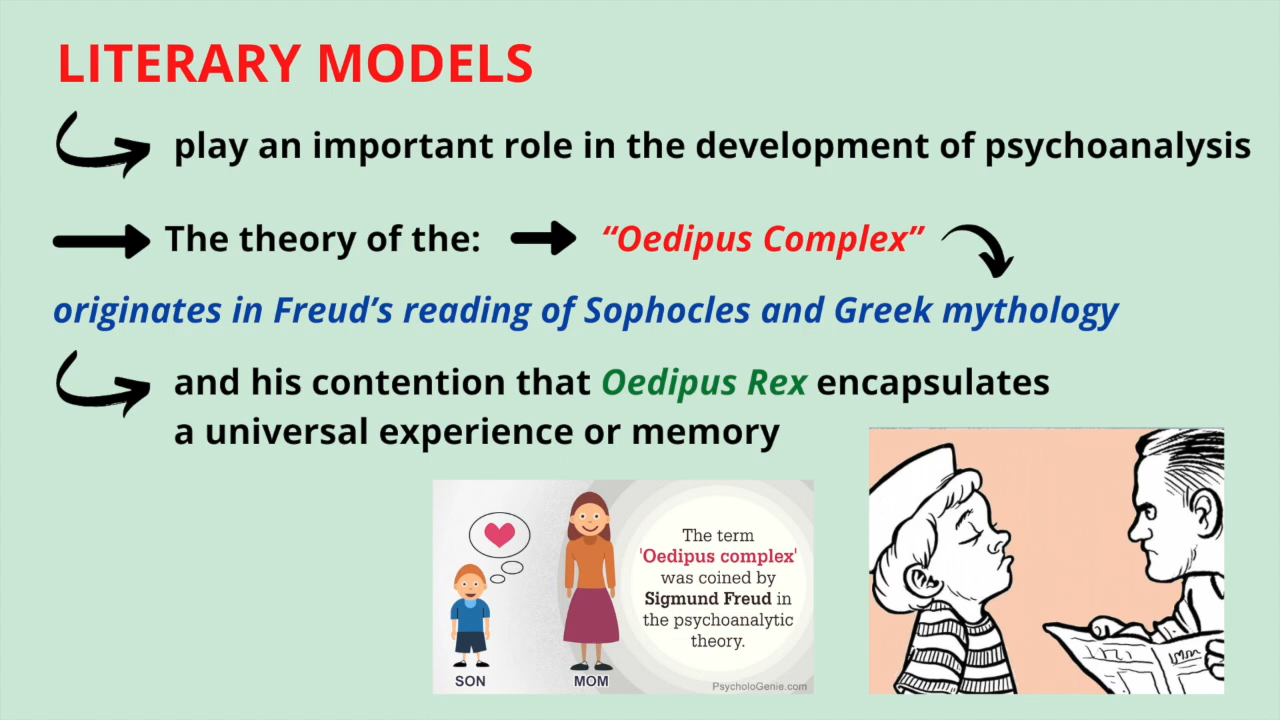 LITERARY MODELS
play an important role in the development of psychoanalysis
The theory of the: “Oedipus Complex”
originates in Freud’s reading of Sophocles and Greek mythology
and his contention that Oedipus Rex encapsulates
a universal experience or memory
The term
'Oedipus complex'
was coined by
Sigmund Freud in
the psychoanalytic
theory.
SON MOM
PsycholoGenie.com